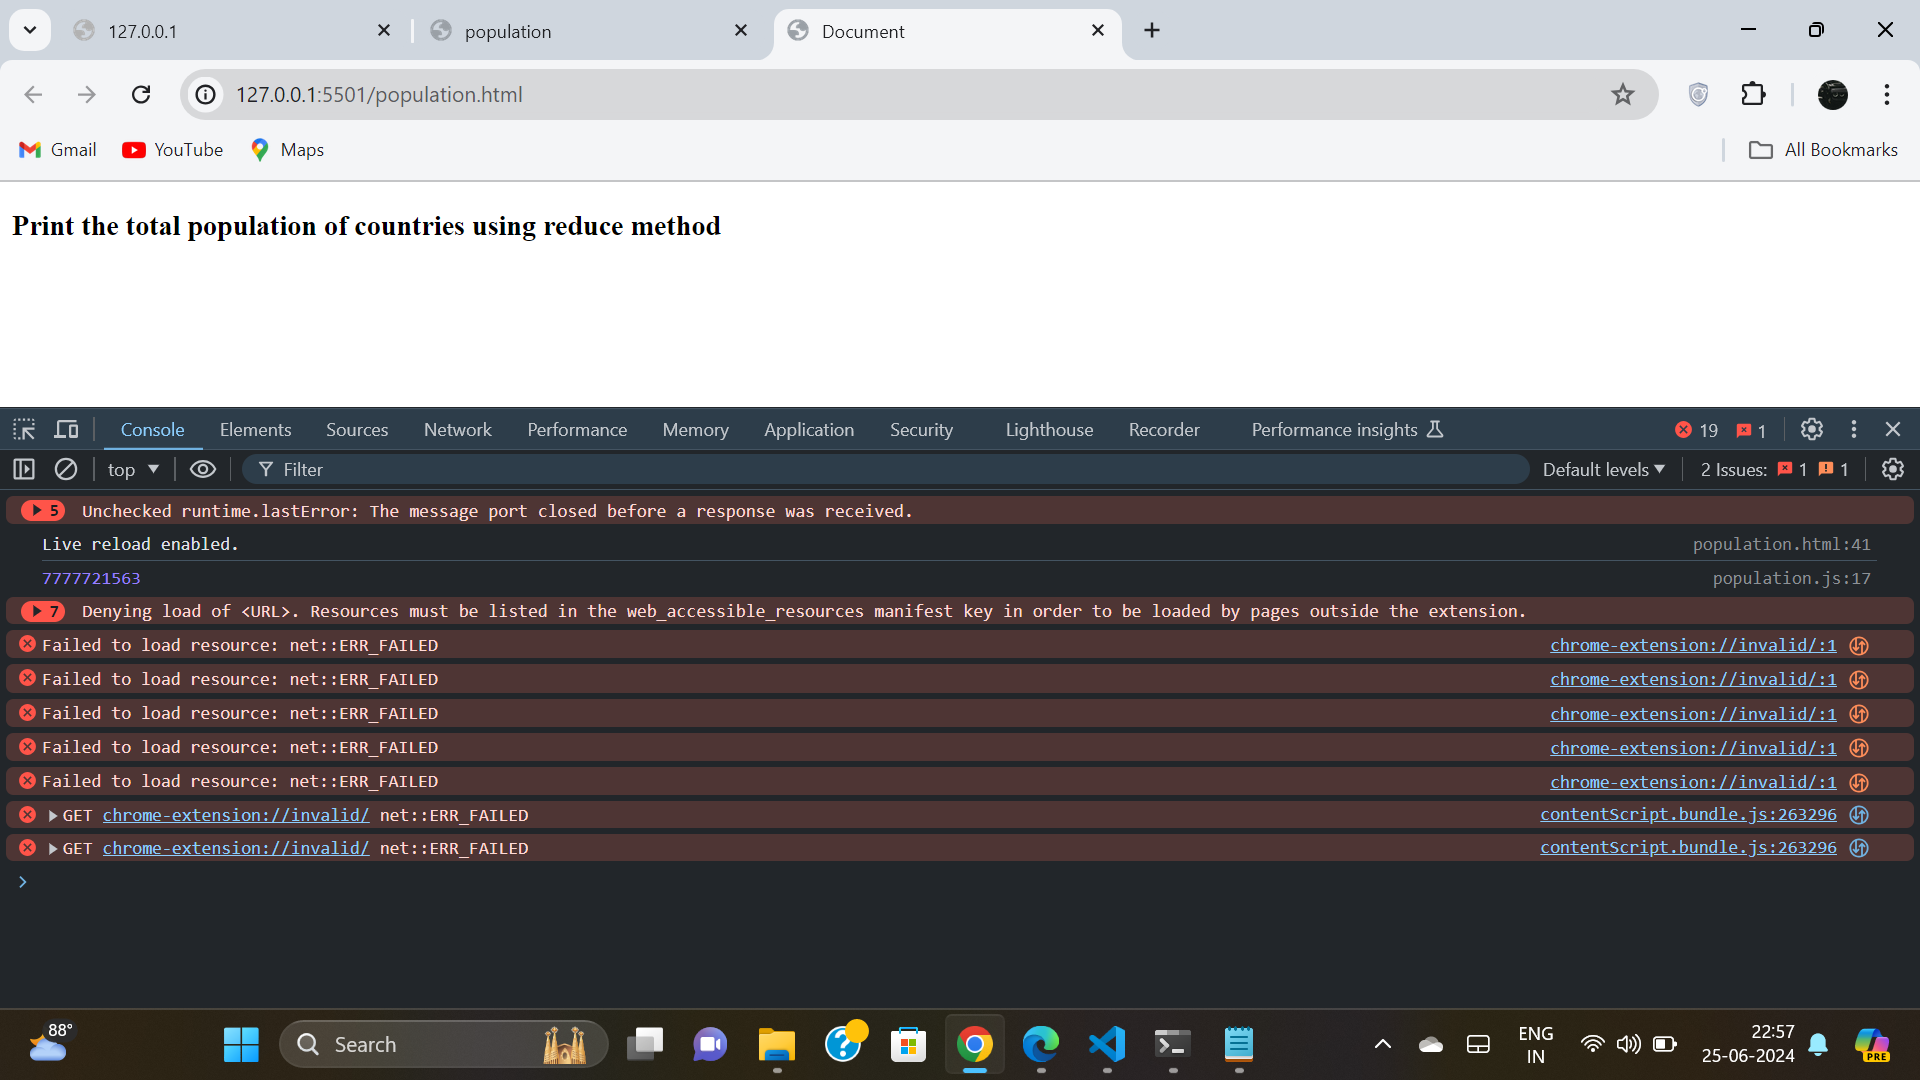 127.0.0.1
population
Document
127.0.0.1:5501/population.html
Gmail
YouTube
Maps
All Bookmarks
Print the total population of countries using reduce method
Console
Elements
Sources
Network
Performance
Memory
Application
Security
Lighthouse
Recorder
Performance insights
19
1
top
Filter
Default levels
2 Issues:
1
1
5 Unchecked runtime.lastError: The message port closed before a response was received.
Live reload enabled. population.html:41
7777721563 population.js:17
7 Denying load of <URL>. Resources must be listed in the web_accessible_resources manifest key in order to be loaded by pages outside the extension.
Failed to load resource: net::ERR_FAILED chrome-extension://invalid/:1
Failed to load resource: net::ERR_FAILED chrome-extension://invalid/:1
Failed to load resource: net::ERR_FAILED chrome-extension://invalid/:1
Failed to load resource: net::ERR_FAILED chrome-extension://invalid/:1
Failed to load resource: net::ERR_FAILED chrome-extension://invalid/:1
GET chrome-extension://invalid/ net::ERR_FAILED contentScript.bundle.js:263296
GET chrome-extension://invalid/ net::ERR_FAILED contentScript.bundle.js:263296
88°
Search
ENG
IN
22:57
25-06-2024
PRE